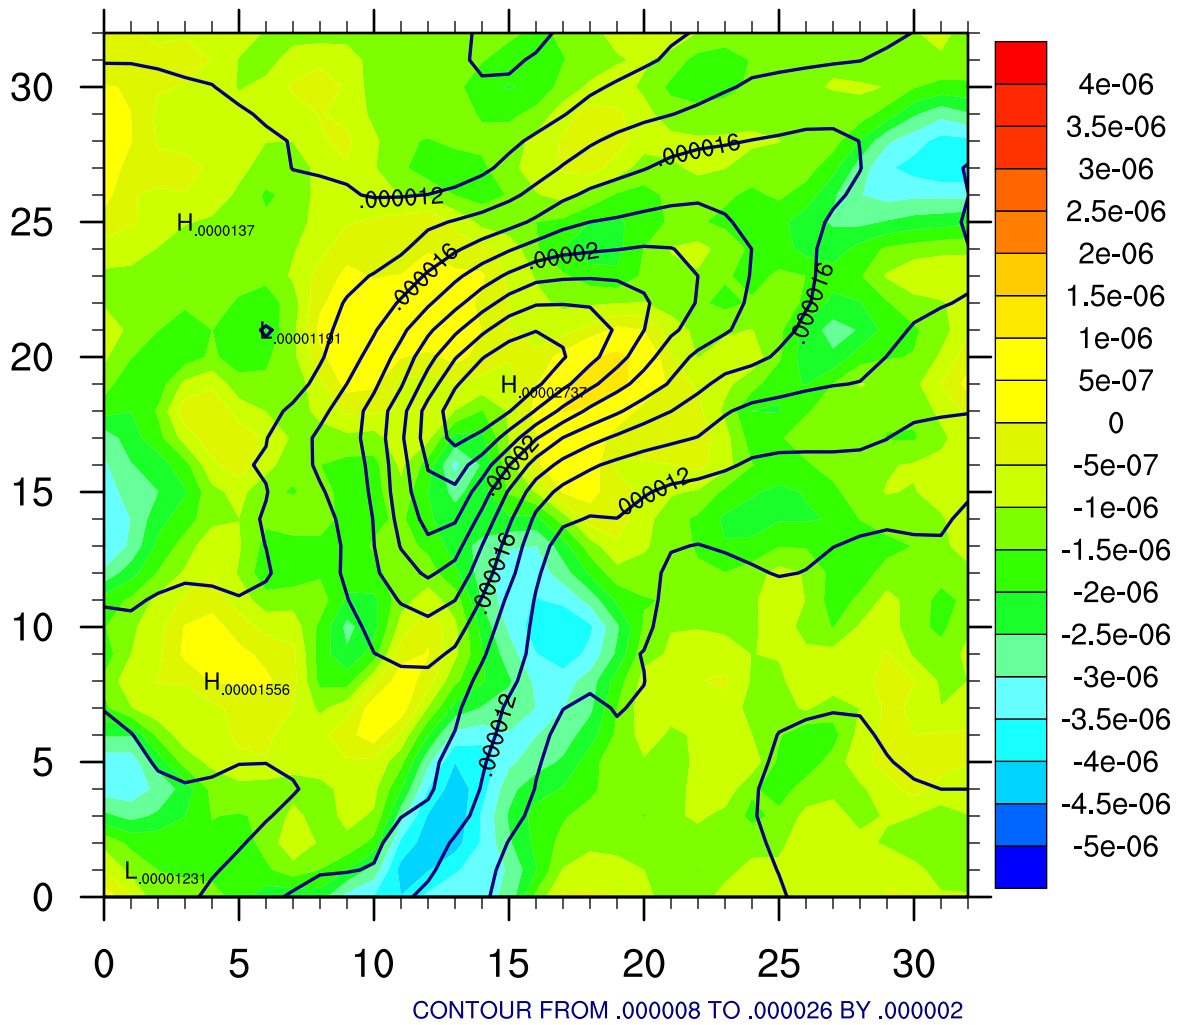 30
25
20
15
10
5
0
0
5
10
15
20
25
30
.000016
.000012
H.0000137
.00002
.000016
.000016
L.00001191
H.00002737
.00002
.000012
.000016
H.00001556
.000012
L.00001231
4e-06
3.5e-06
3e-06
2.5e-06
2e-06
1.5e-06
1e-06
5e-07
0
-5e-07
-1e-06
-1.5e-06
-2e-06
-2.5e-06
-3e-06
-3.5e-06
-4e-06
-4.5e-06
-5e-06
CONTOUR FROM .000008 TO .000026 BY .000002